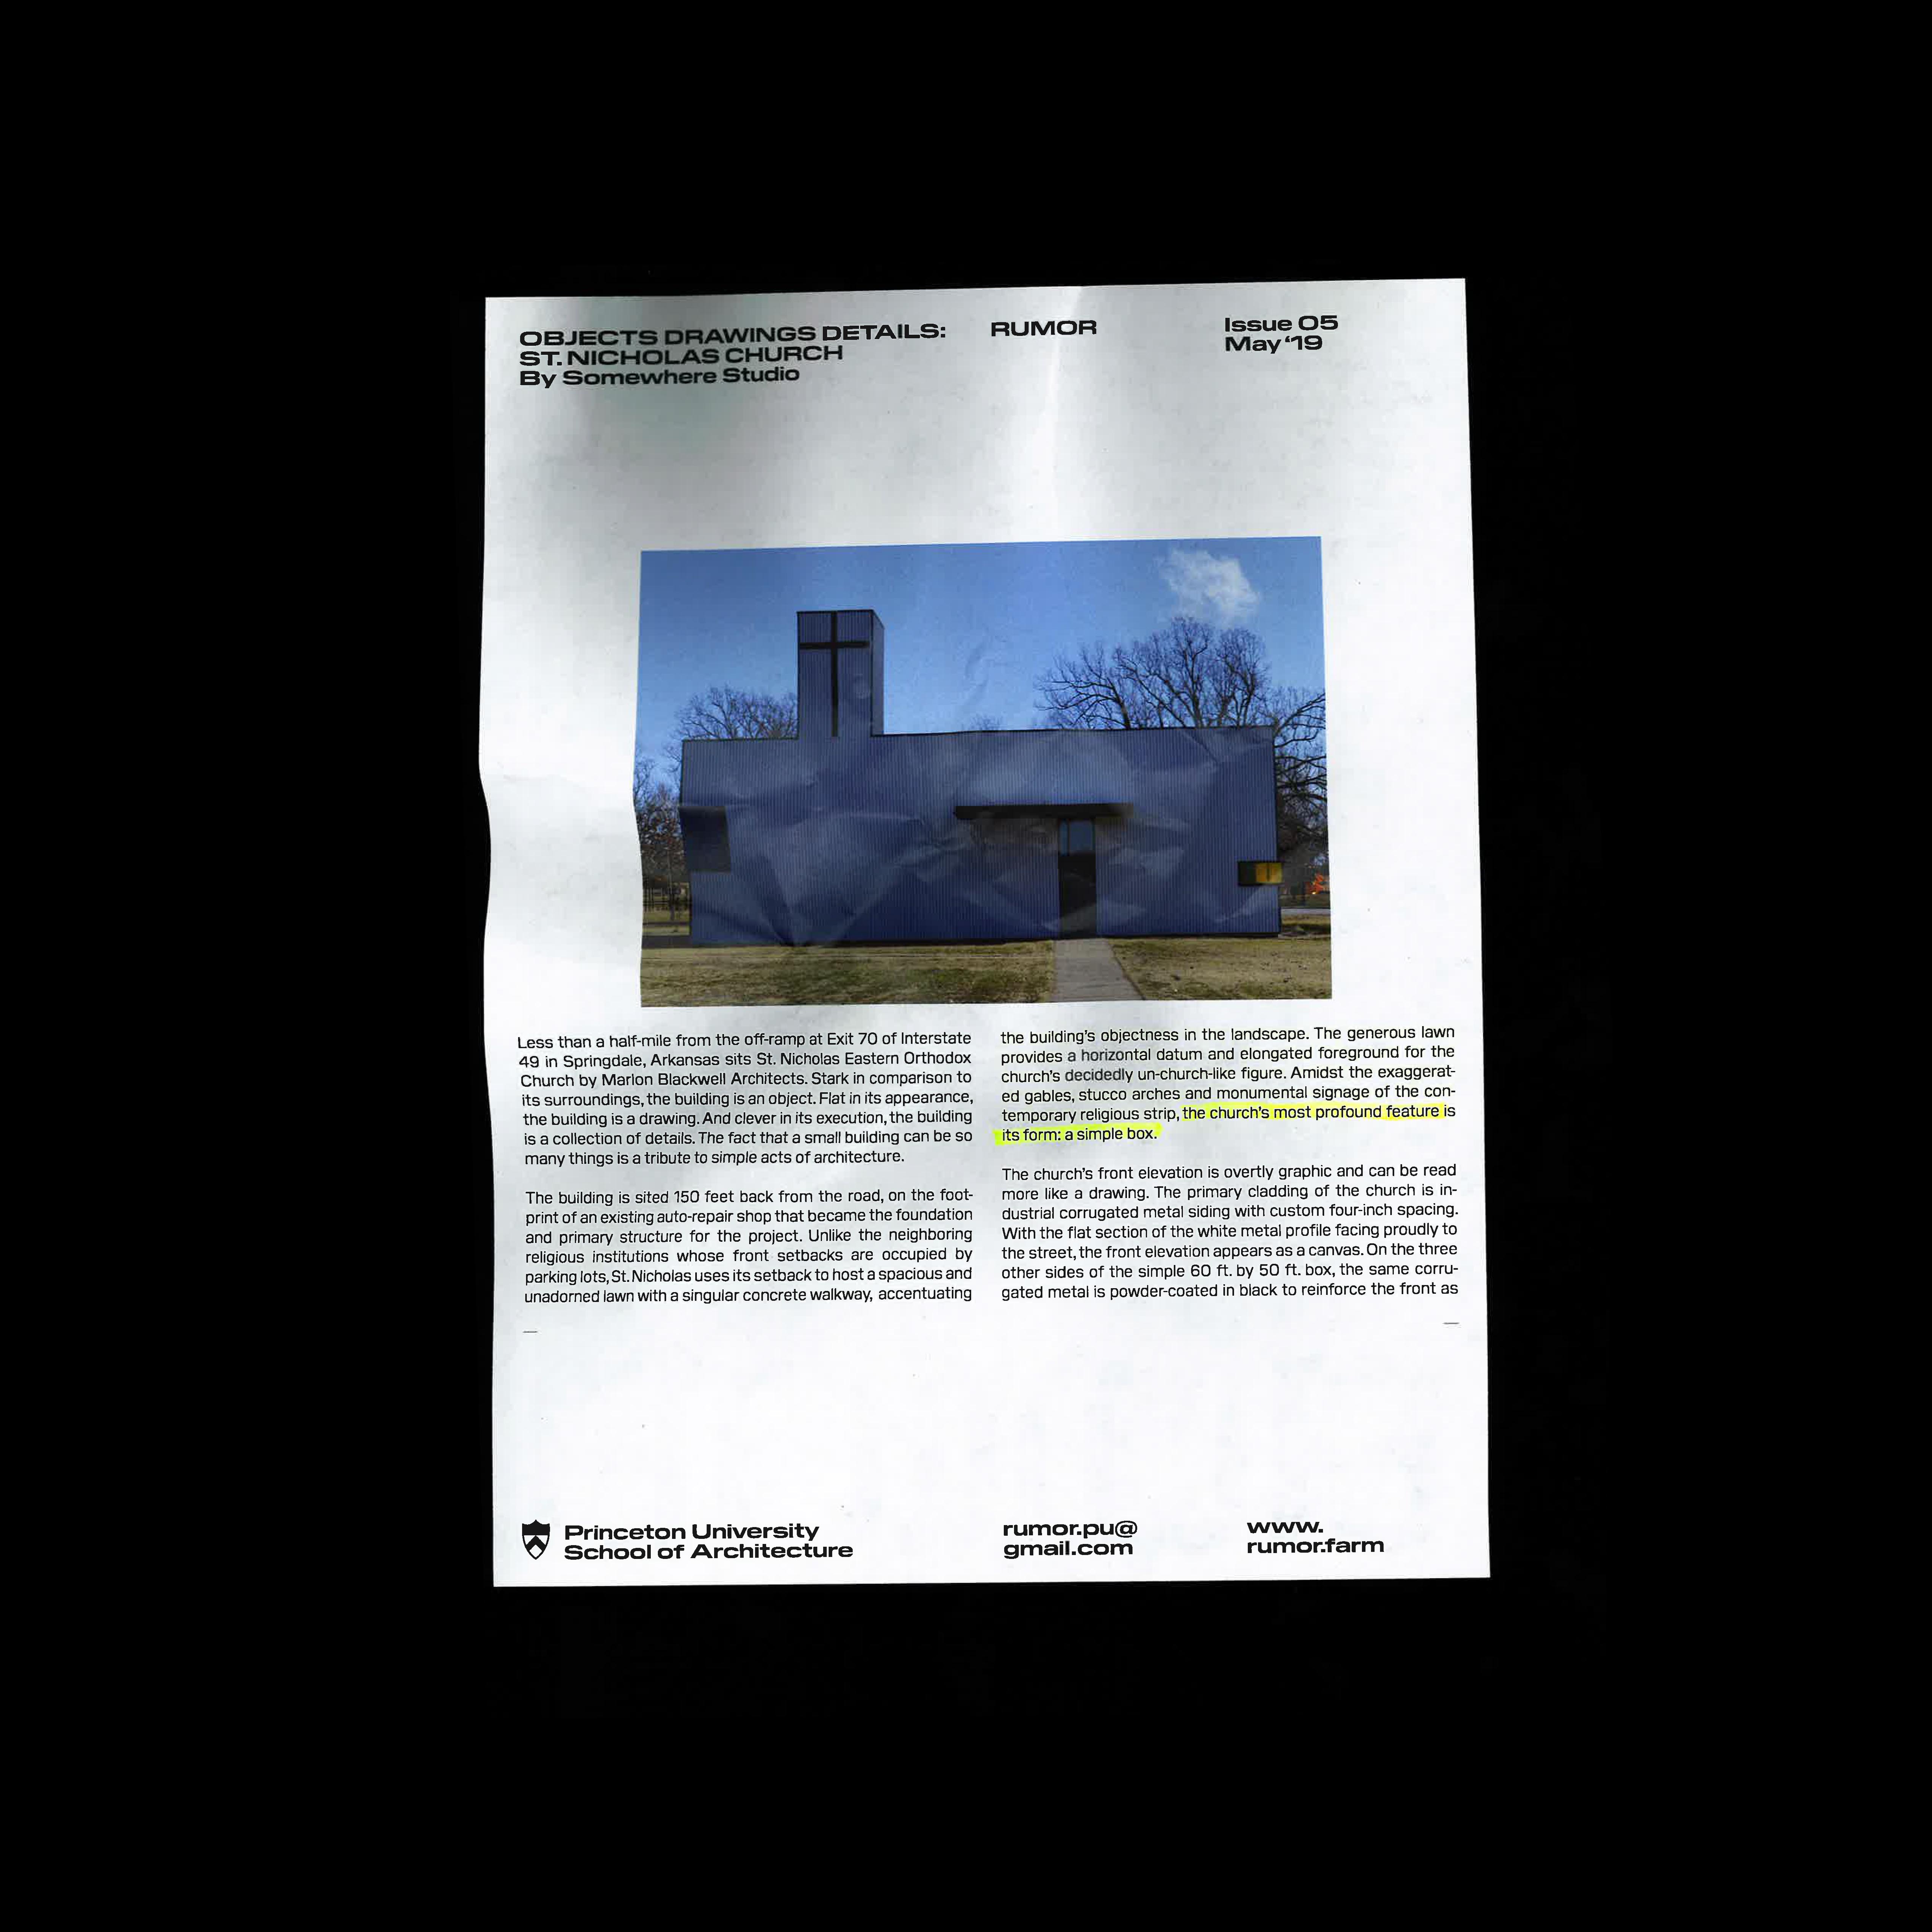 OBJECTS DRAWINGS DETAILS:
ST. NICHOLAS CHURCH
By Somewhere Studio
RUMOR
Issue 05
May ‘19
Less than a half-mile from the off-ramp at Exit 70 of Interstate
49 in Springdale, Arkansas sits St. Nicholas Eastern Orthodox
Church by Marlon Blackwell Architects. Stark in comparison to
its surroundings, the building is an object. Flat in its appearance,
the building is a drawing. And clever in its execution, the building
is a collection of details. The fact that a small building can be so
many things is a tribute to simple acts of architecture.
The building is sited 150 feet back from the road, on the foot-
print of an existing auto-repair shop that became the foundation
and primary structure for the project. Unlike the neighboring
religious institutions whose front setbacks are occupied by
parking lots, St. Nicholas uses its setback to host a spacious and
unadorned lawn with a singular concrete walkway, accentuating
the building’s objectness in the landscape. The generous lawn
provides a horizontal datum and elongated foreground for the
church’s decidedly un-church-like figure. Amidst the exaggerat-
ed gables, stucco arches and monumental signage of the con-
temporary religious strip, the church’s most profound feature is
its form: a simple box.
The church’s front elevation is overtly graphic and can be read
more like a drawing. The primary cladding of the church is in-
dustrial corrugated metal siding with custom four-inch spacing.
With the flat section of the white metal profile facing proudly to
the street, the front elevation appears as a canvas. On the three
other sides of the simple 60 ft. by 50 ft. box, the same corru-
gated metal is powder-coated in black to reinforce the front as
Princeton University
School of Architecture
rumor.pu@
gmail.com
www.
rumor.farm